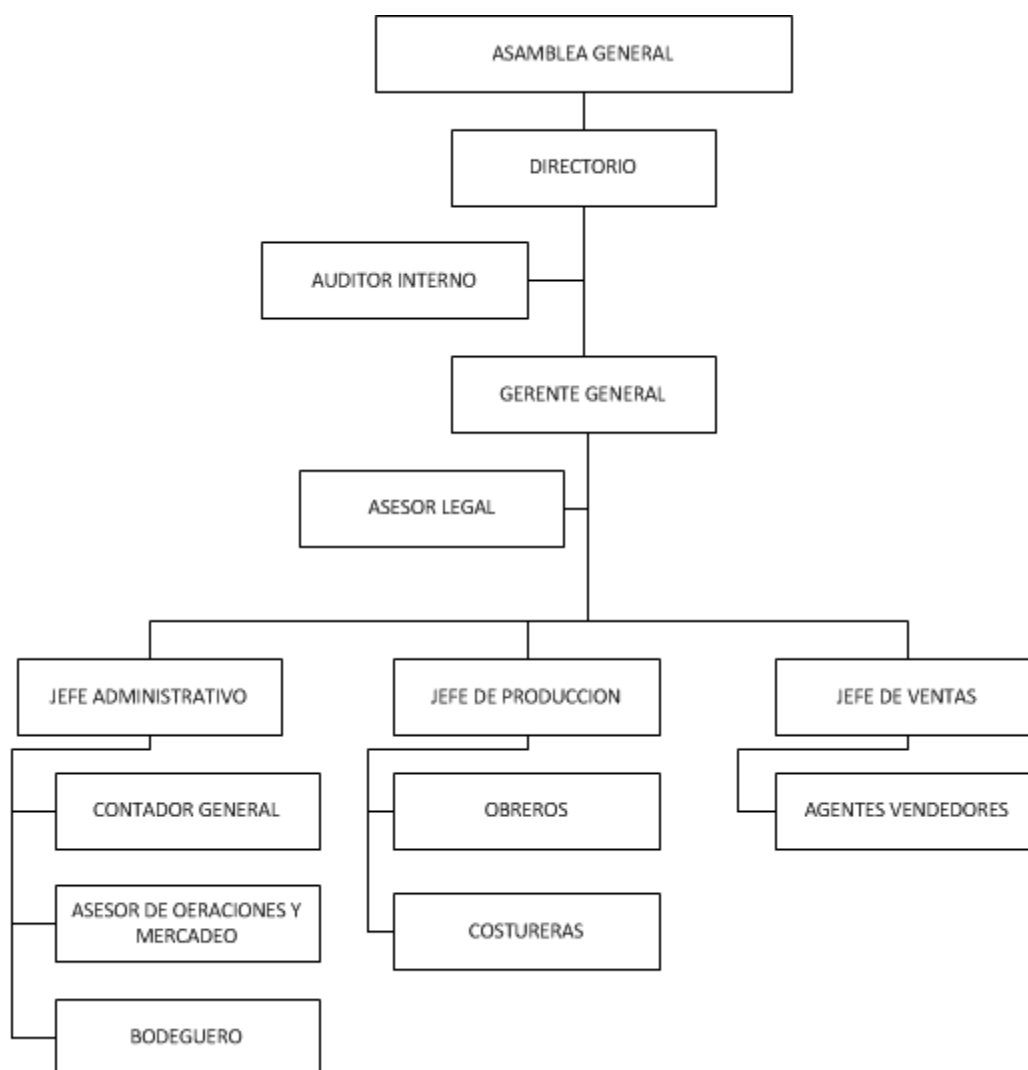 ASAMBLEA GENERAL
DIRECTORIO
AUDITOR INTERNO
GERENTE GENERAL
ASESOR LEGAL
JEFE ADMINISTRATIVO
JEFE DE PRODUCCION
JEFE DE VENTAS
CONTADOR GENERAL
OBREROS
AGENTES VENDEDORES
ASESOR DE OERACIONES Y
MERCADEO
COSTURERAS
BODEGUERO